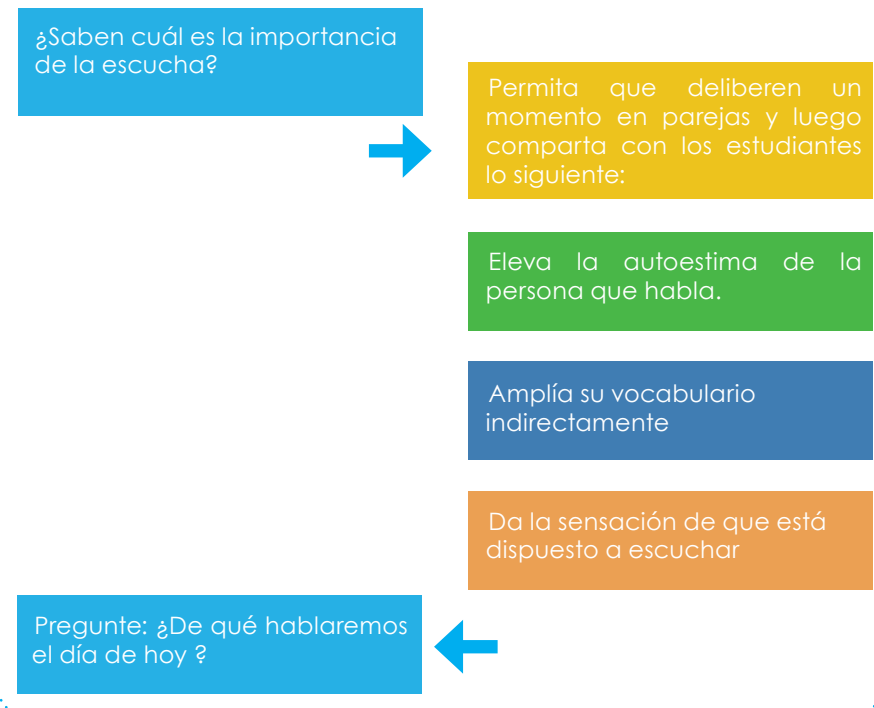 ¿Saben cuál es la importancia
de la escucha?
Permita que deliberen un
momento en parejas y luego
comparta con los estudiantes
lo siguiente:
Eleva la autoestima de la
persona que habla.
Amplía su vocabulario
indirectamente
Da la sensación de que está
dispuesto a escuchar
Pregunte: ¿De qué hablaremos
el día de hoy ?